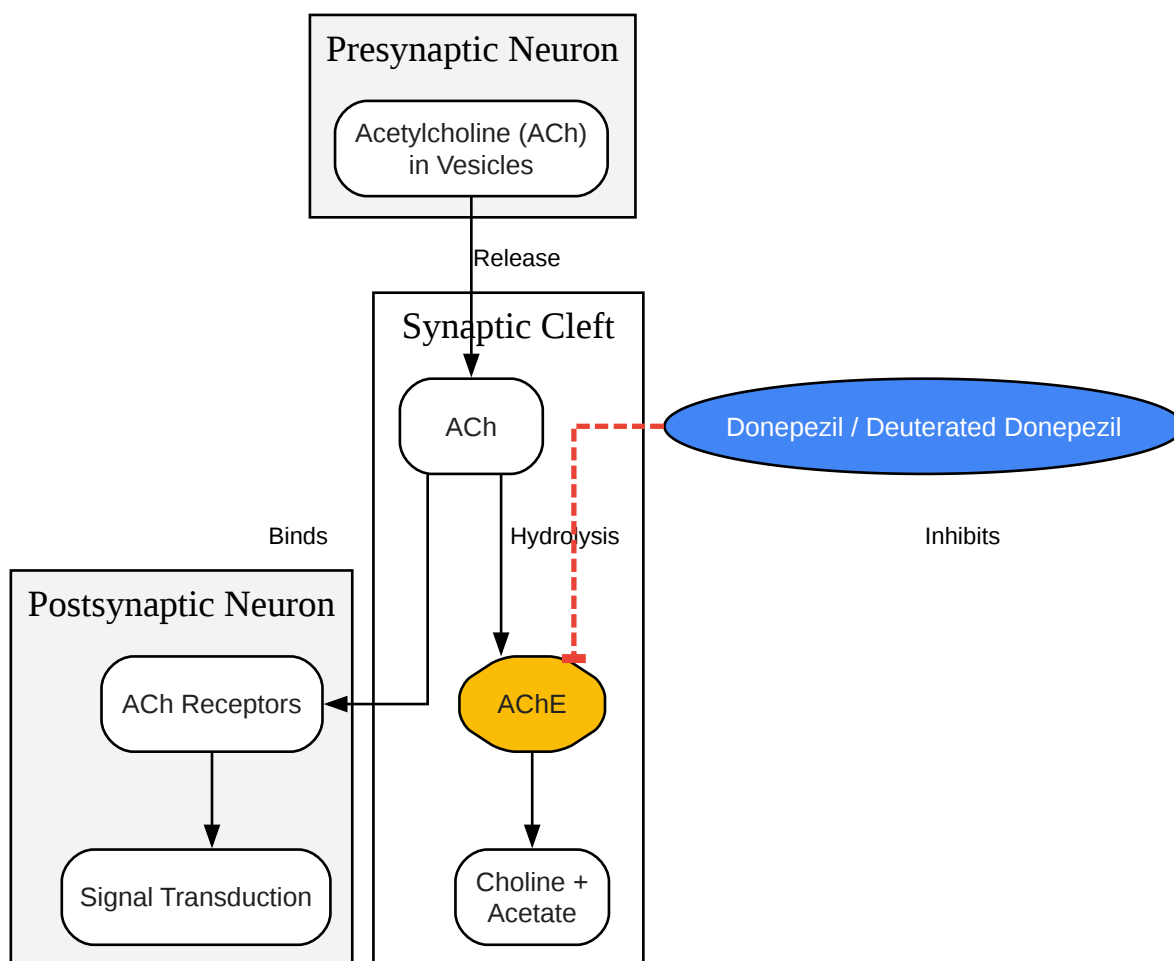 Presynaptic Neuron
Acetylcholine (ACh)
in Vesicles
Release
Synaptic Cleft
ACh
Donepezil / Deuterated Donepezil
Binds
Hydrolysis
Inhibits
Postsynaptic Neuron
ACh Receptors
AChE
Signal Transduction
Choline +
Acetate